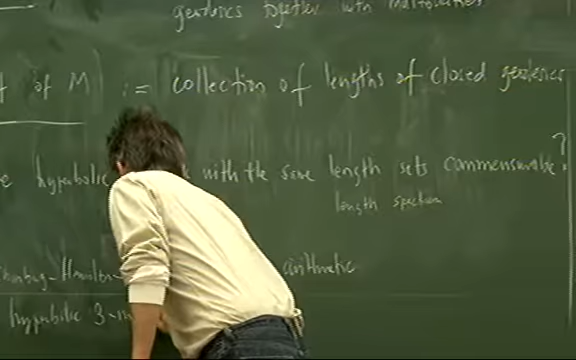 geodesics together with multiplicities
t of M) := collection of lengths of closed geodesics
hyperbolic with the same length sets commensurable?
length spectrum
arithmetic
hyperbolic 3-m